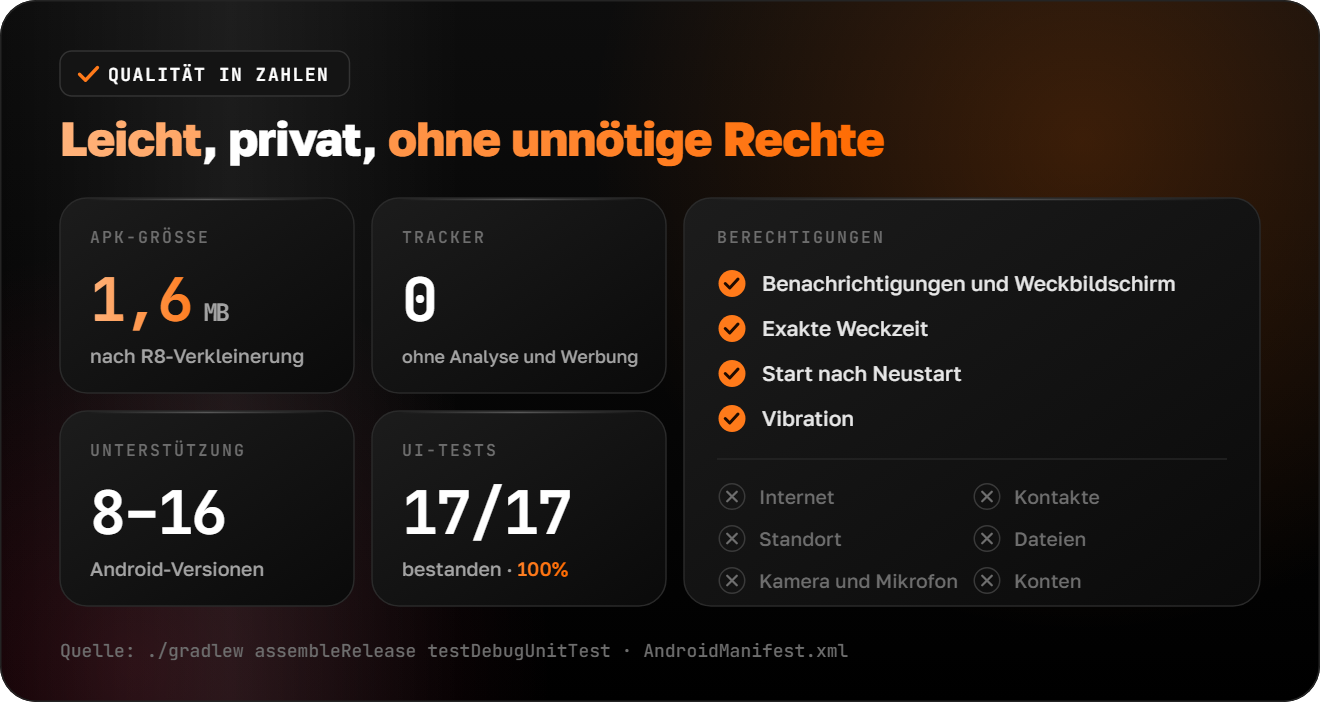 QUALITÄT IN ZAHLEN
Leicht, privat, ohne unnötige Rechte
APK-GRÖSSE
1,6 MB
nach R8-Verkleinerung
TRACKER
0
ohne Analyse und Werbung
UNTERSTÜTZUNG
8–16
Android-Versionen
UI-TESTS
17/17
bestanden · 100%
BERECHTIGUNGEN
Benachrichtigungen und Weckbildschirm
Exakte Weckzeit
Start nach Neustart
Vibration
Internet
Kontakte
Standort
Dateien
Kamera und Mikrofon
Konten
Quelle: ./gradlew assembleRelease testDebugUnitTest · AndroidManifest.xml